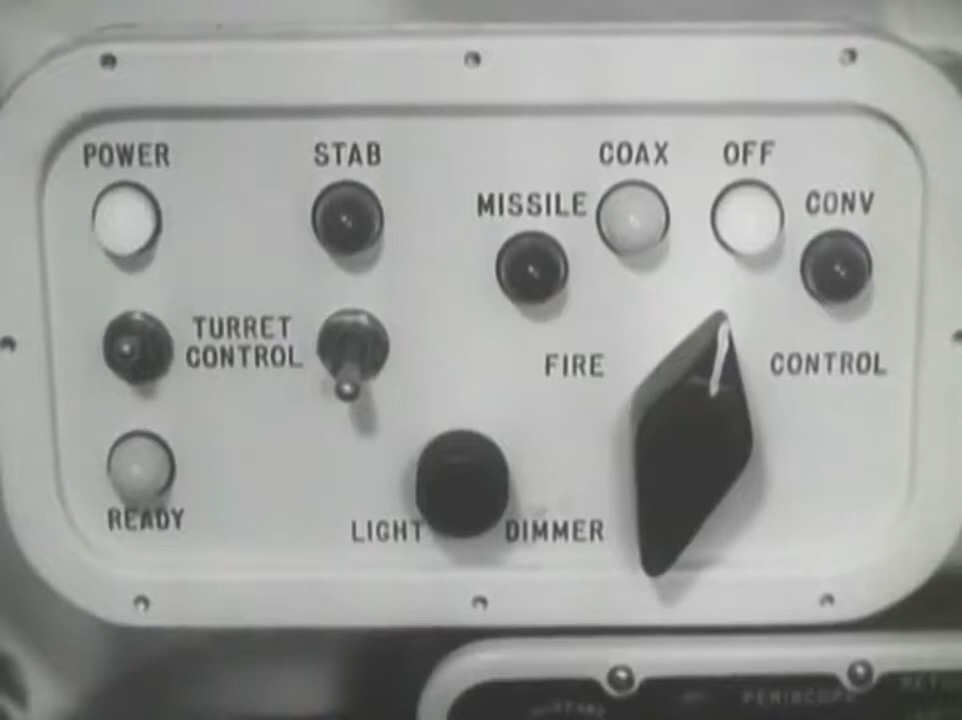 POWER
STAB
COAX
OFF
MISSILE
CONV
TURRET
CONTROL
FIRE
CONTROL
READY
LIGHT
DIMMER
PERISCOPE